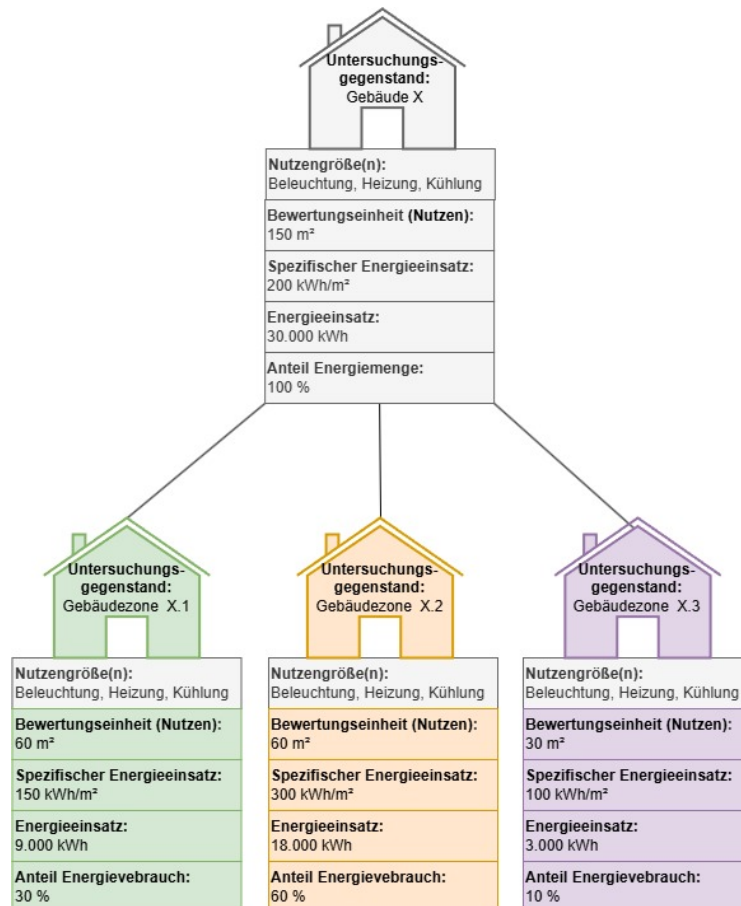 Untersuchungs-
gegenstand:
Gebäude X
Nutzengröße(n):
Beleuchtung, Heizung, Kühlung
Bewertungseinheit (Nutzen):
150 m²
Spezifischer Energieeinsatz:
200 kWh/m²
Energieeinsatz:
30.000 kWh
Anteil Energiemenge:
100 %
Untersuchungs-
gegenstand:
Gebäudezone X.1
Nutzengröße(n):
Beleuchtung, Heizung, Kühlung
Bewertungseinheit (Nutzen):
60 m²
Spezifischer Energieeinsatz:
150 kWh/m²
Energieeinsatz:
9.000 kWh
Anteil Energievebrauch:
30 %
Untersuchungs-
gegenstand:
Gebäudezone X.2
Nutzengröße(n):
Beleuchtung, Heizung, Kühlung
Bewertungseinheit (Nutzen):
60 m²
Spezifischer Energieeinsatz:
300 kWh/m²
Energieeinsatz:
18.000 kWh
Anteil Energievebrauch:
60 %
Untersuchungs-
gegenstand:
Gebäudezone X.3
Nutzengröße(n):
Beleuchtung, Heizung, Kühlung
Bewertungseinheit (Nutzen):
30 m²
Spezifischer Energieeinsatz:
100 kWh/m²
Energieeinsatz:
3.000 kWh
Anteil Energievebrauch:
10 %